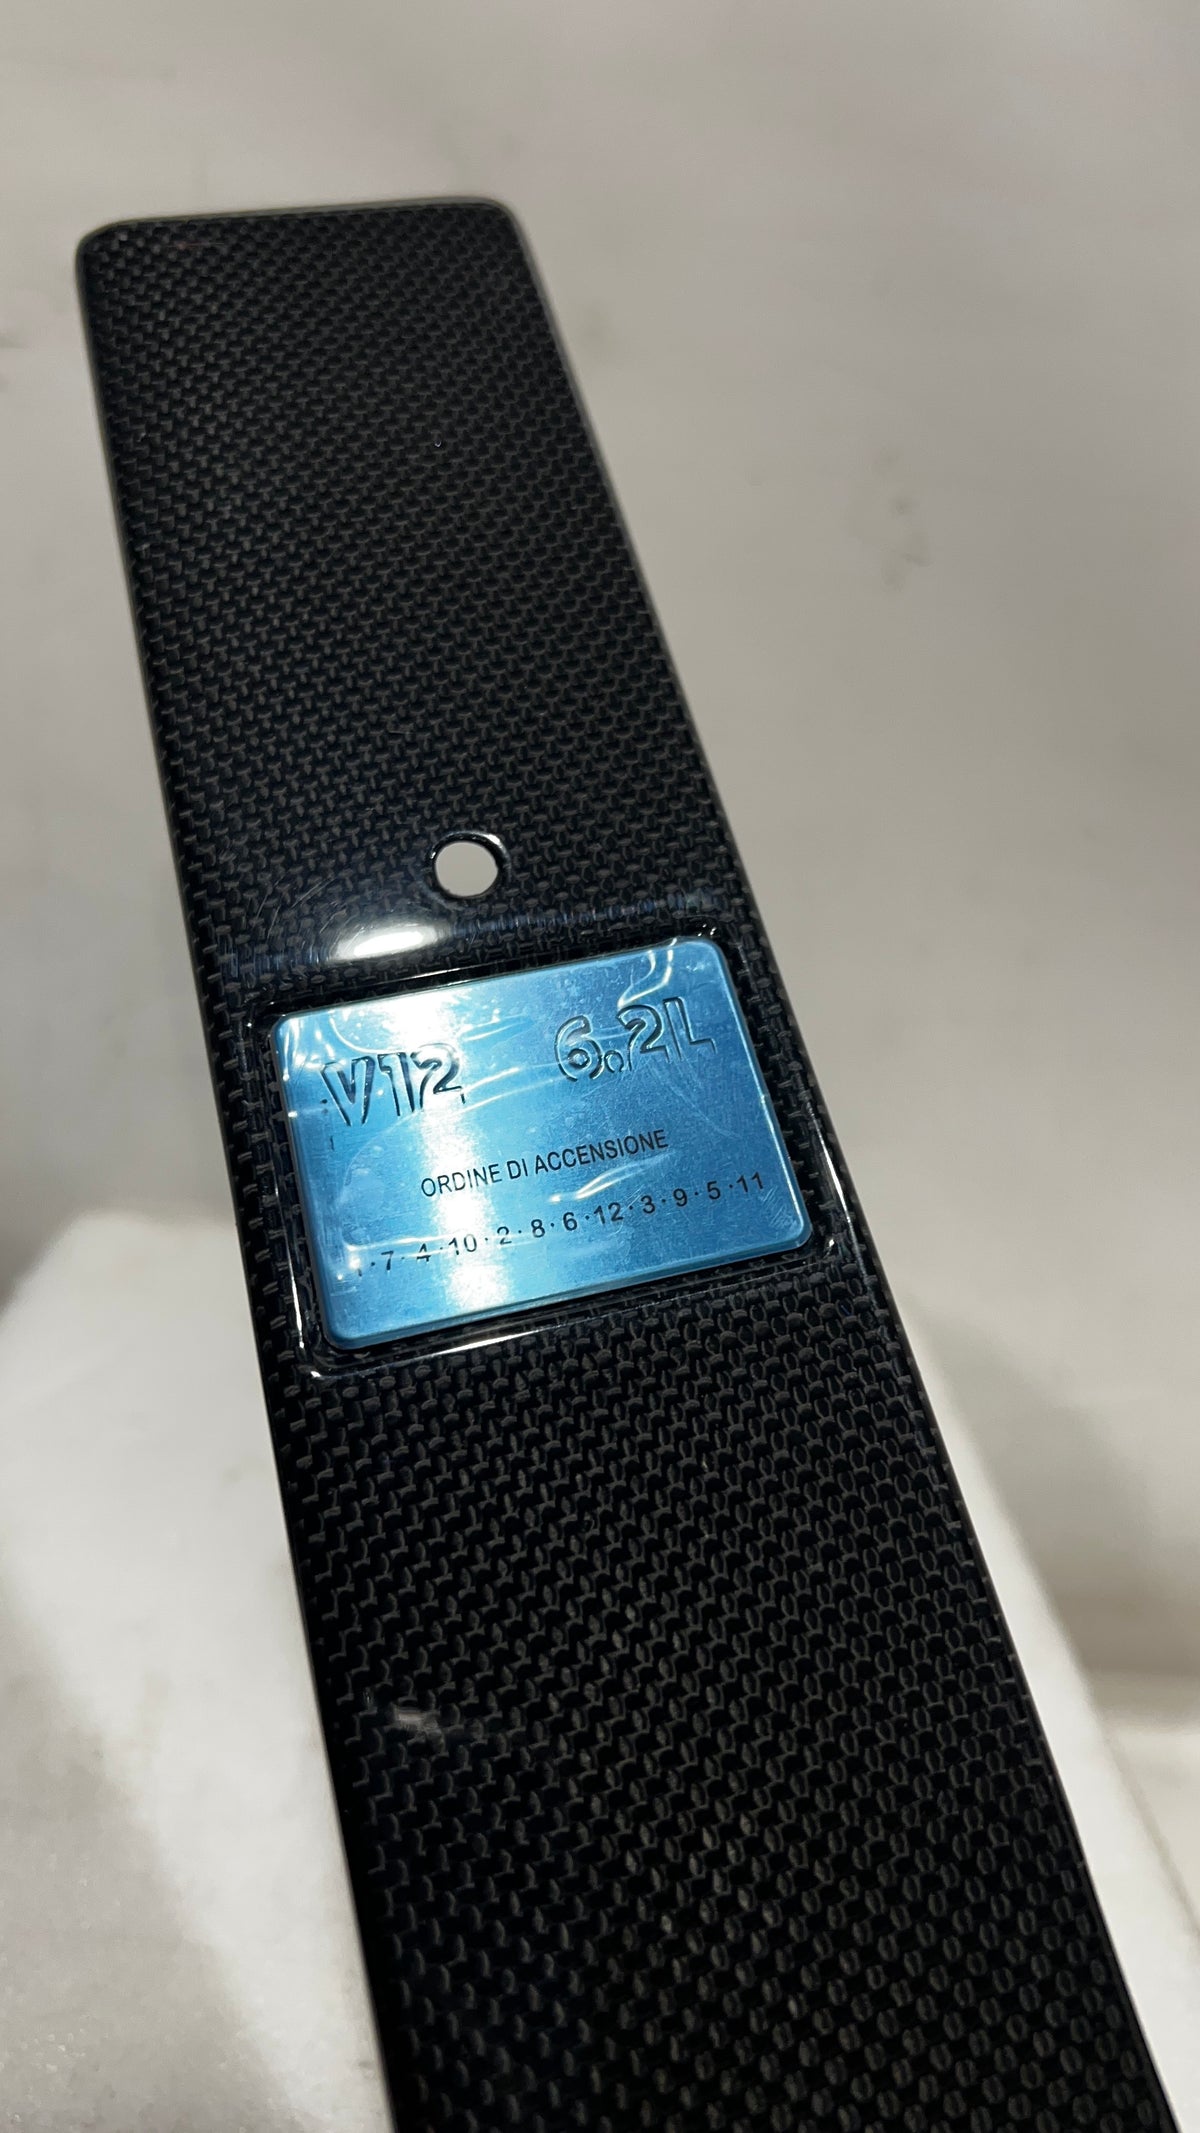 V12 6.2L
ORDINE DI ACCENSIONE
1·7·4·10·2·8·6·12·3·9·5·11